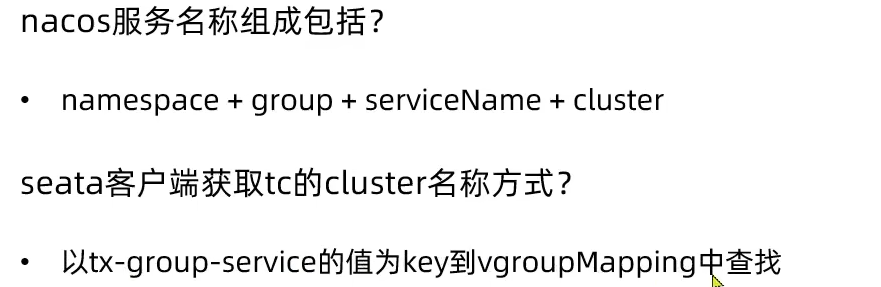 nacos服务名称组成包括？
• namespace + group + serviceName + cluster
seata客户端获取tc的cluster名称方式？
• 以tx-group-service的值为key到vgroupMapping中查找